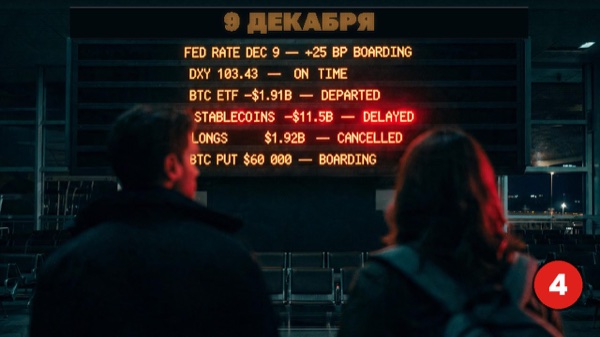 9 ДЕКАБРЯ
FED RATE DEC 9 — +25 BP BOARDING
DXY 103.43 — ON TIME
BTC ETF -$1.91B — DEPARTED
STABLECOINS -$11.5B — DELAYED
LONGS $1.92B — CANCELLED
BTC PUT $60 000 — BOARDING
4